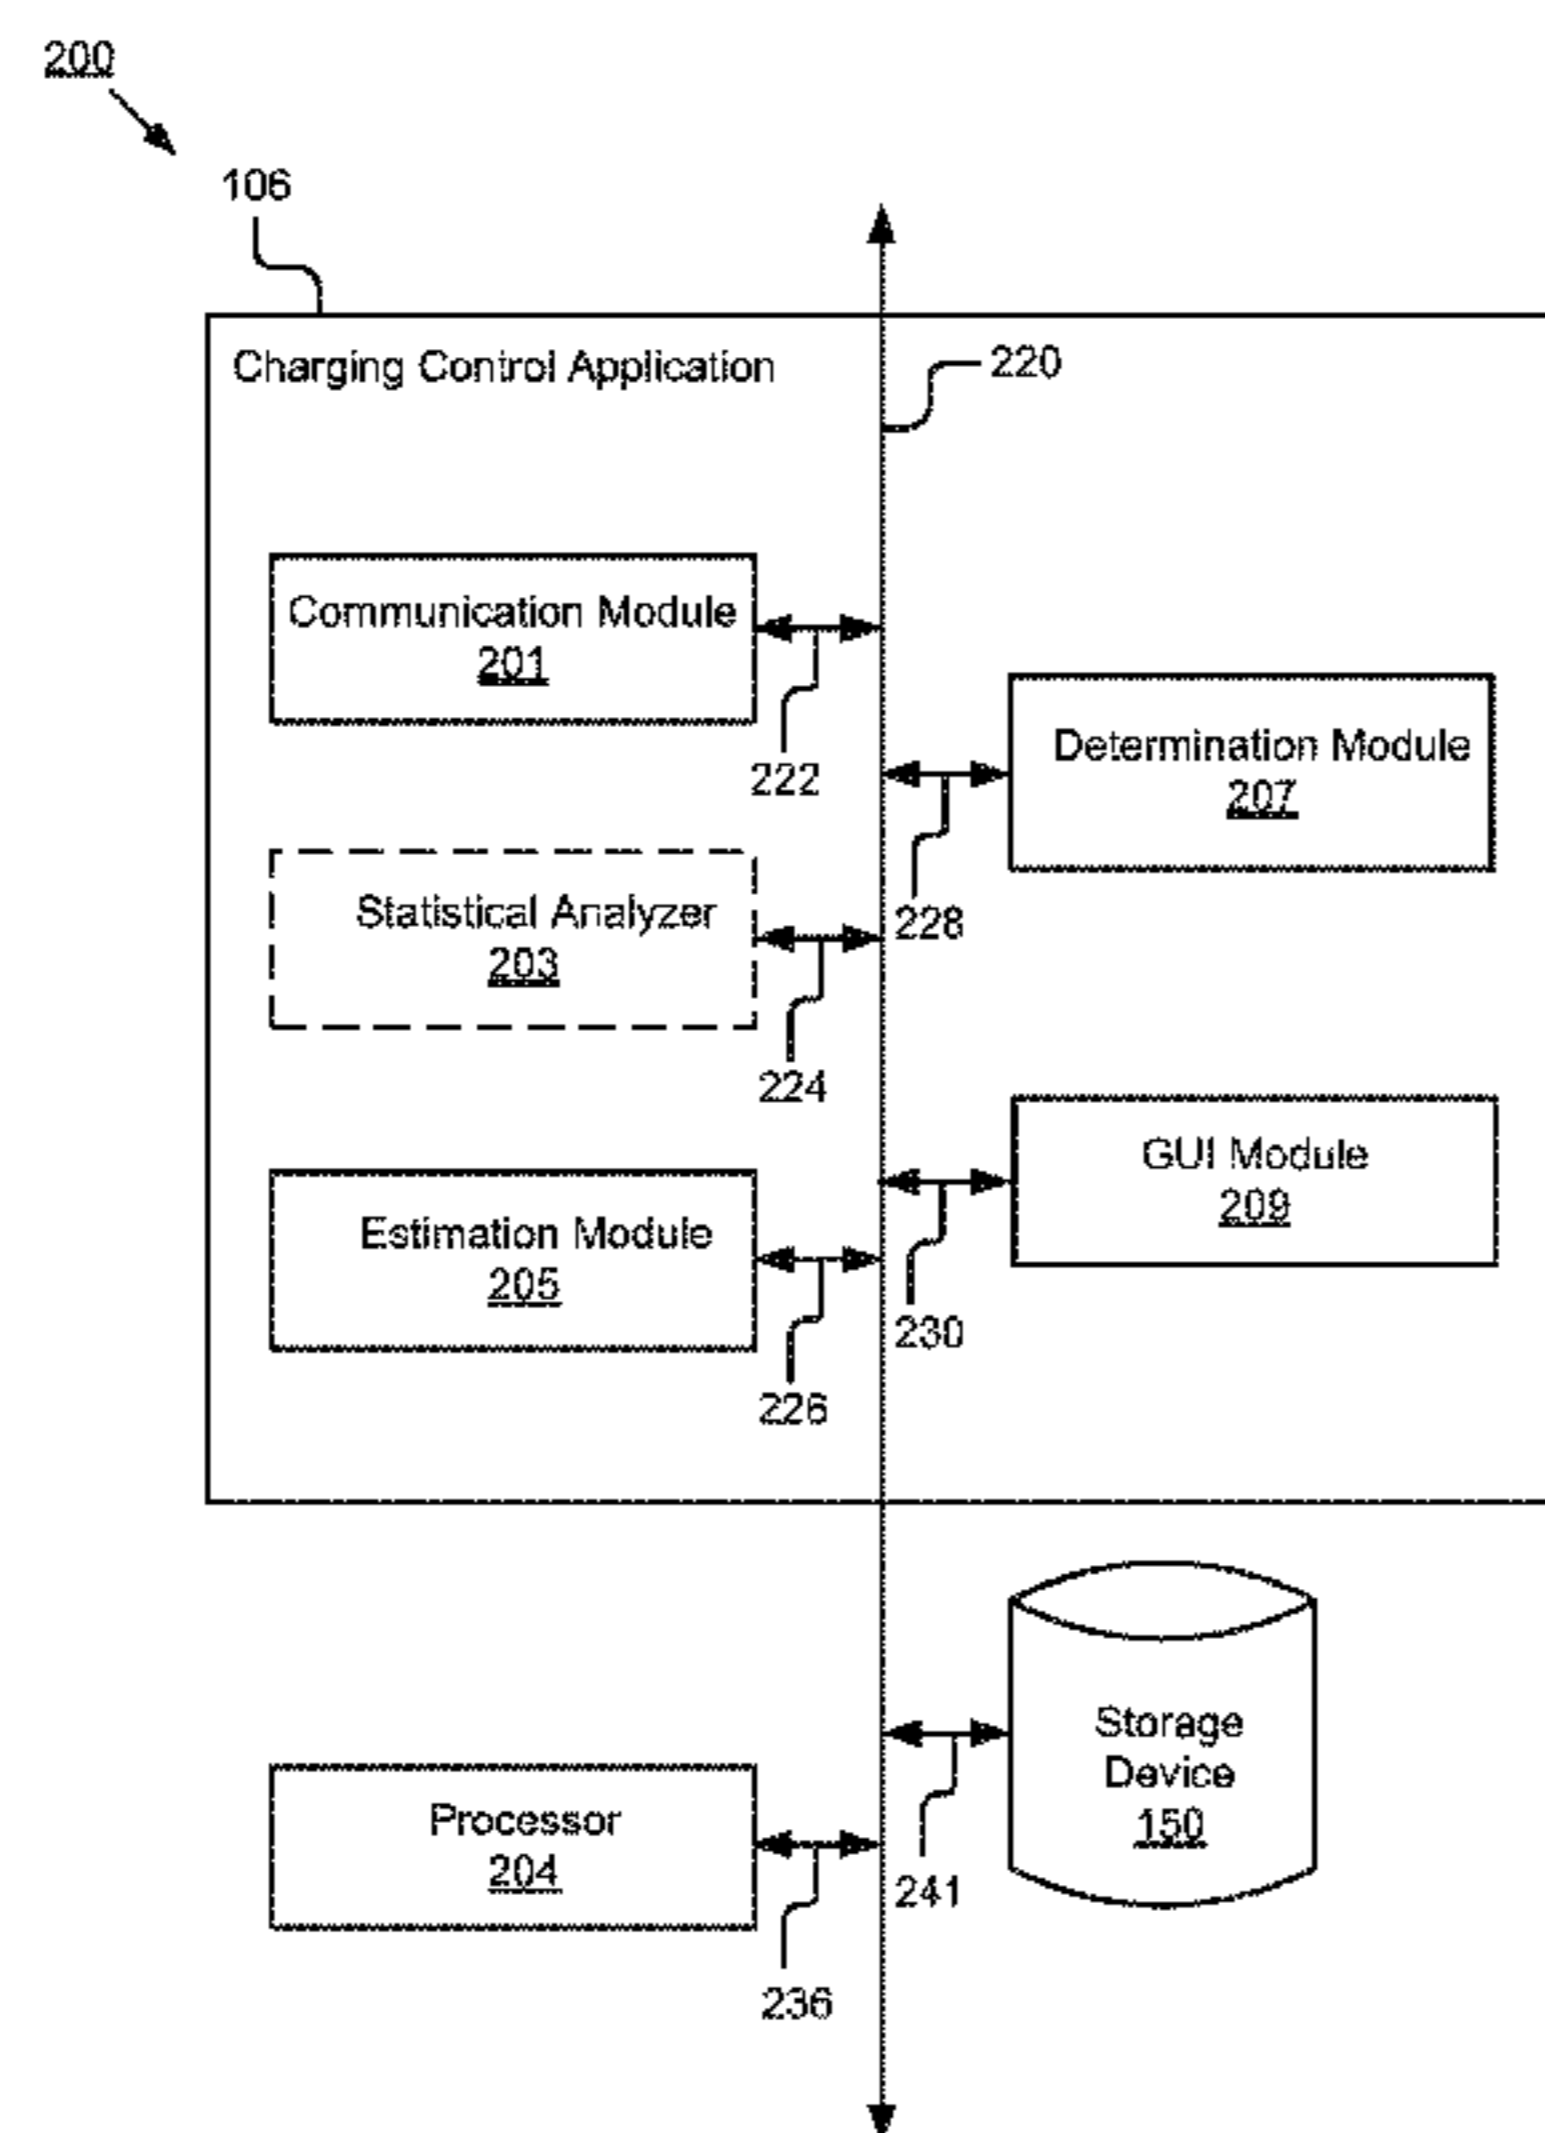 200
106
Charging Control Application
220
Communication Module
201
222
Determination Module
207
228
Statistical Analyzer
203
224
GUI Module
209
230
Estimation Module
205
226
Storage
Device
150
241
Processor
204
236